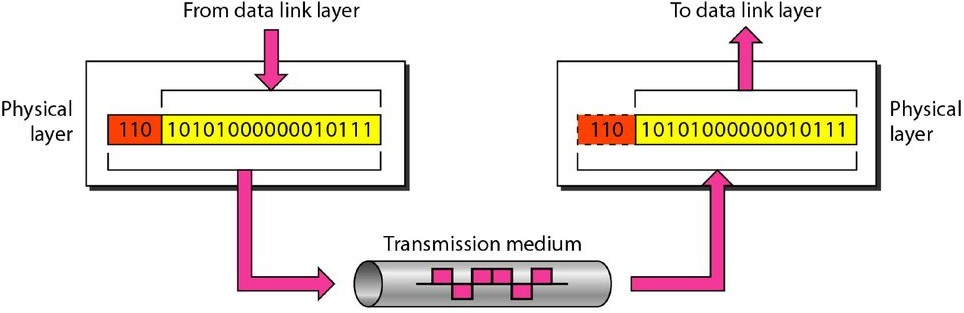 From data link layer
To data link layer
Physical
layer
110 10101000000010111
110 10101000000010111
Physical
layer
Transmission medium